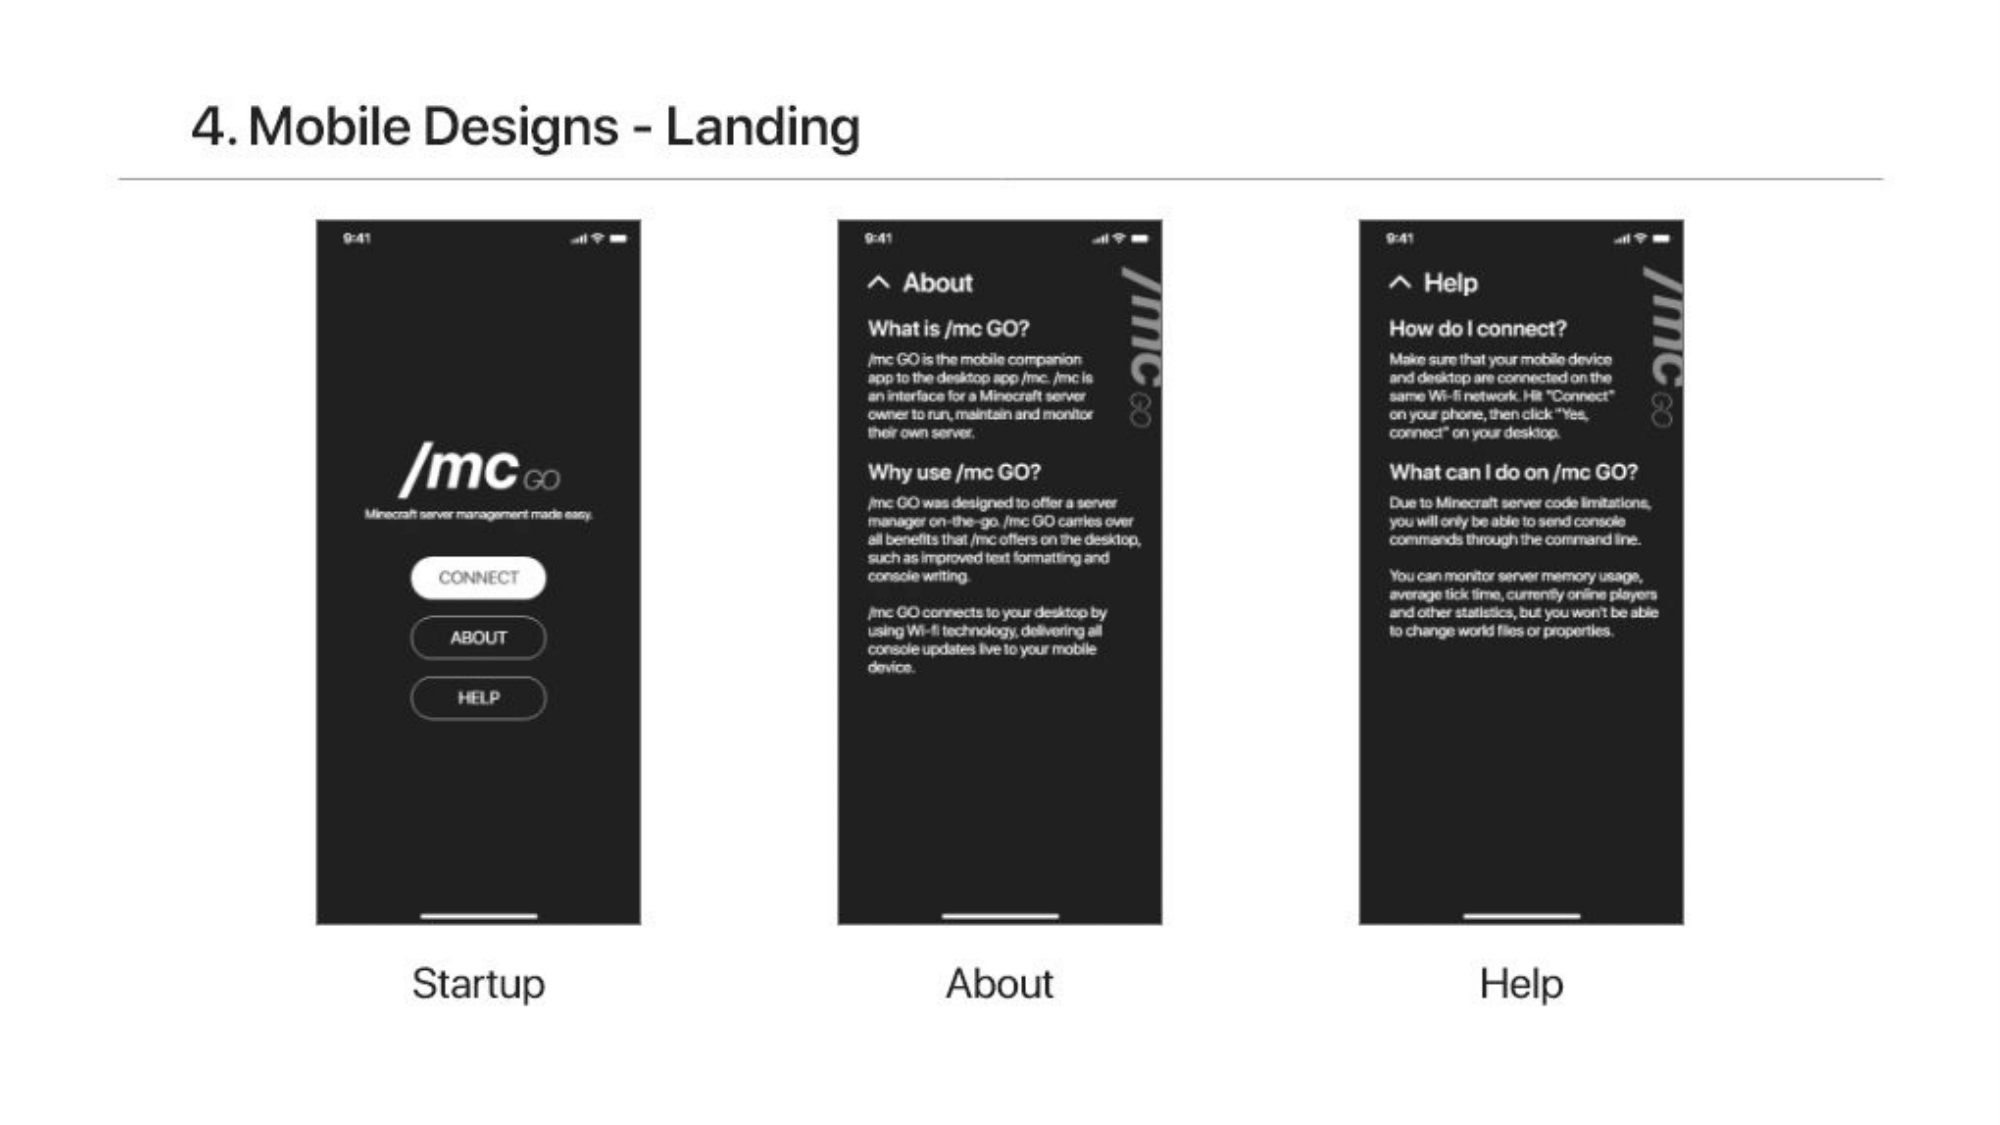 4. Mobile Designs - Landing
9:41
/mc GO
Minecraft server management made easy.
CONNECT
ABOUT
HELP
Startup
9:41
About
/mc GO
What is /mc GO?
/mc GO is the mobile companion
app to the desktop app /mc. /mc is
an interface for a Minecraft server
owner to run, maintain and monitor
their own server.
Why use /mc GO?
/mc GO was designed to offer a server
manager on-the-go. /mc GO carries over
all benefits that /mc offers on the desktop,
such as improved text formatting and
console writing.
/mc GO connects to your desktop by
using Wi-fi technology, delivering all
console updates live to your mobile
device.
About
9:41
Help
/mc GO
How do I connect?
Make sure that your mobile device
and desktop are connected on the
same Wi-fi network. Hit "Connect"
on your phone, then click "Yes,
connect" on your desktop.
What can I do on /mc GO?
Due to Minecraft server code limitations,
you will only be able to send console
commands through the command line.
You can monitor server memory usage,
average tick time, currently online players
and other statistics, but you won't be able
to change world files or properties.
Help